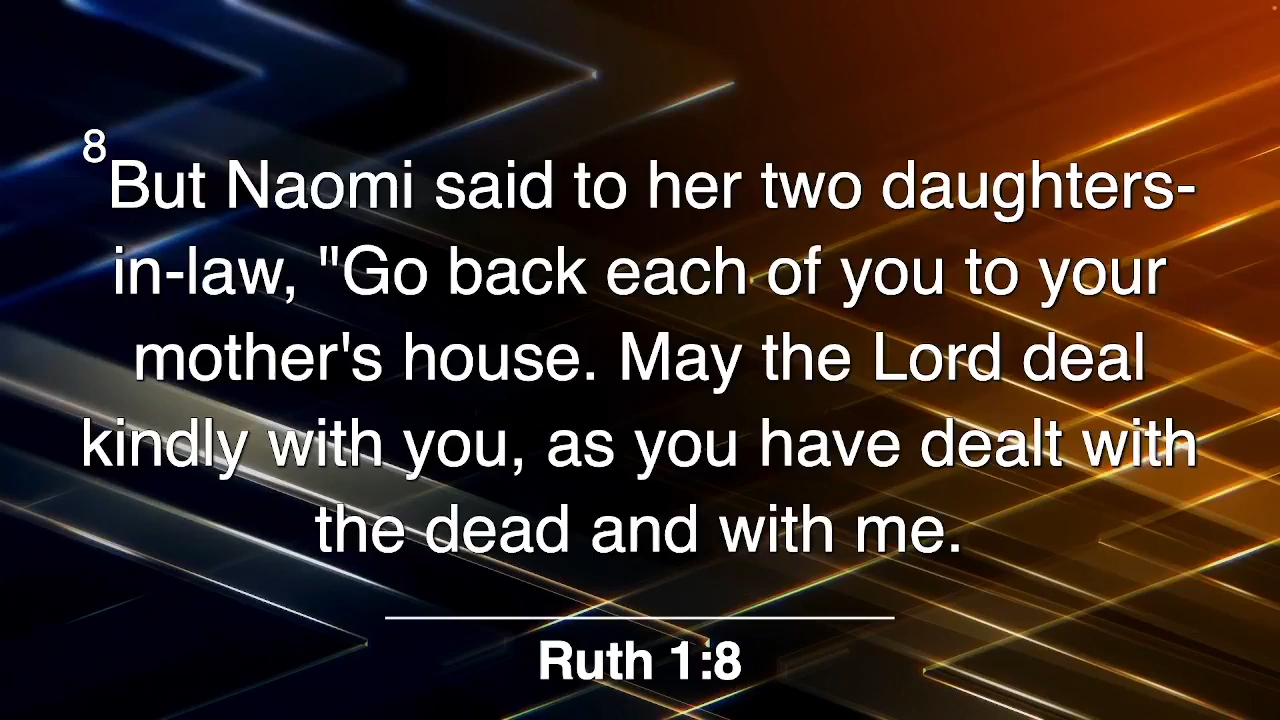 8But Naomi said to her two daughters-
in-law, "Go back each of you to your
mother's house. May the Lord deal
kindly with you, as you have dealt with
the dead and with me.
Ruth 1:8